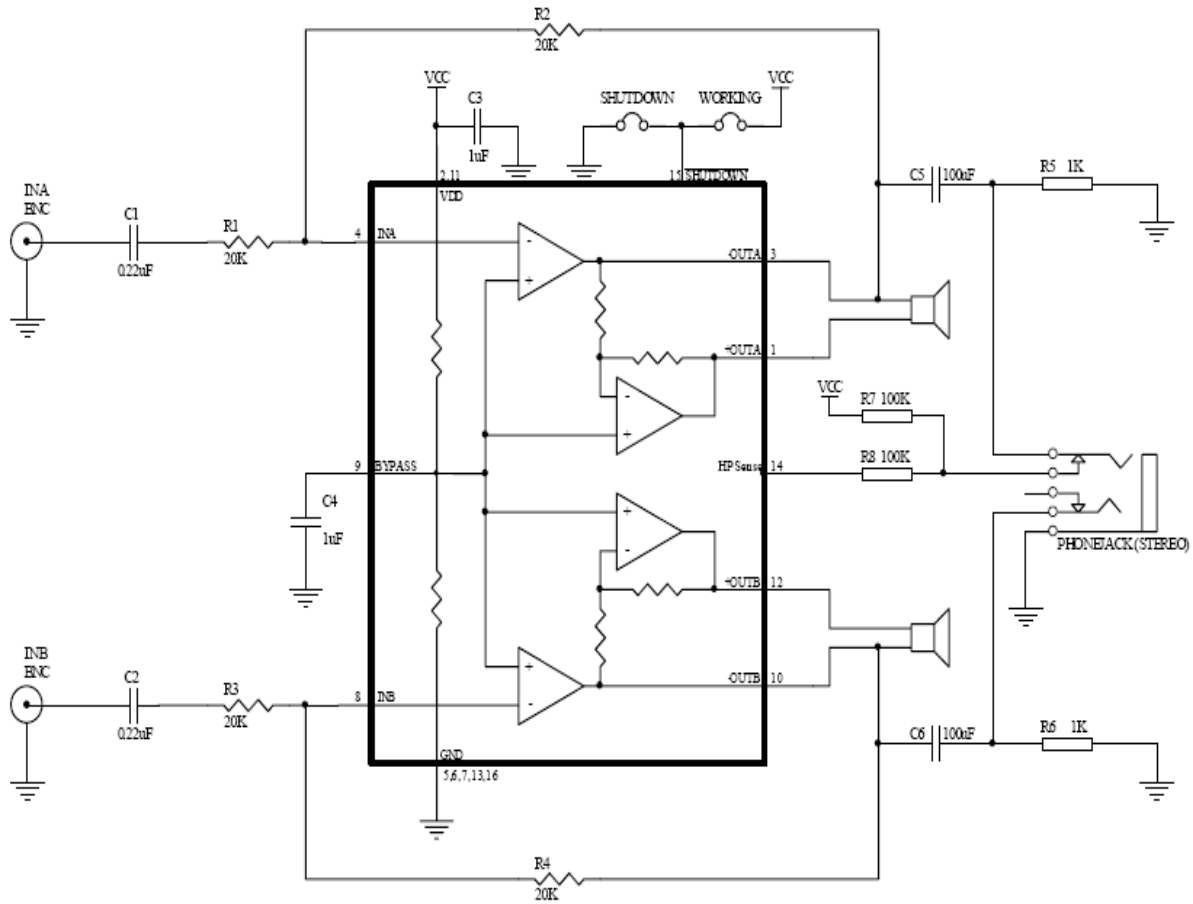 R2
20K
VCC
C3
1uF
SHUTDOWN
WORKING
VCC
2,11
VDD
15
SHUTDOWN
C5
100uF
R5 1K
INA
ENC
C1
0.22uF
R1
20K
4
INA
-
+
-OUTA
3
+OUTA
1
-
+
VCC
R7 100K
R8 100K
HPSense
14
9
BYPASS
C4
1uF
PHONEJACK(STEREO)
+
-
+OUTB
12
+
-
-OUTB
10
INB
ENC
C2
0.22uF
R3
20K
8
INB
C6
100uF
R6 1K
GND
5,6,7,13,16
R4
20K